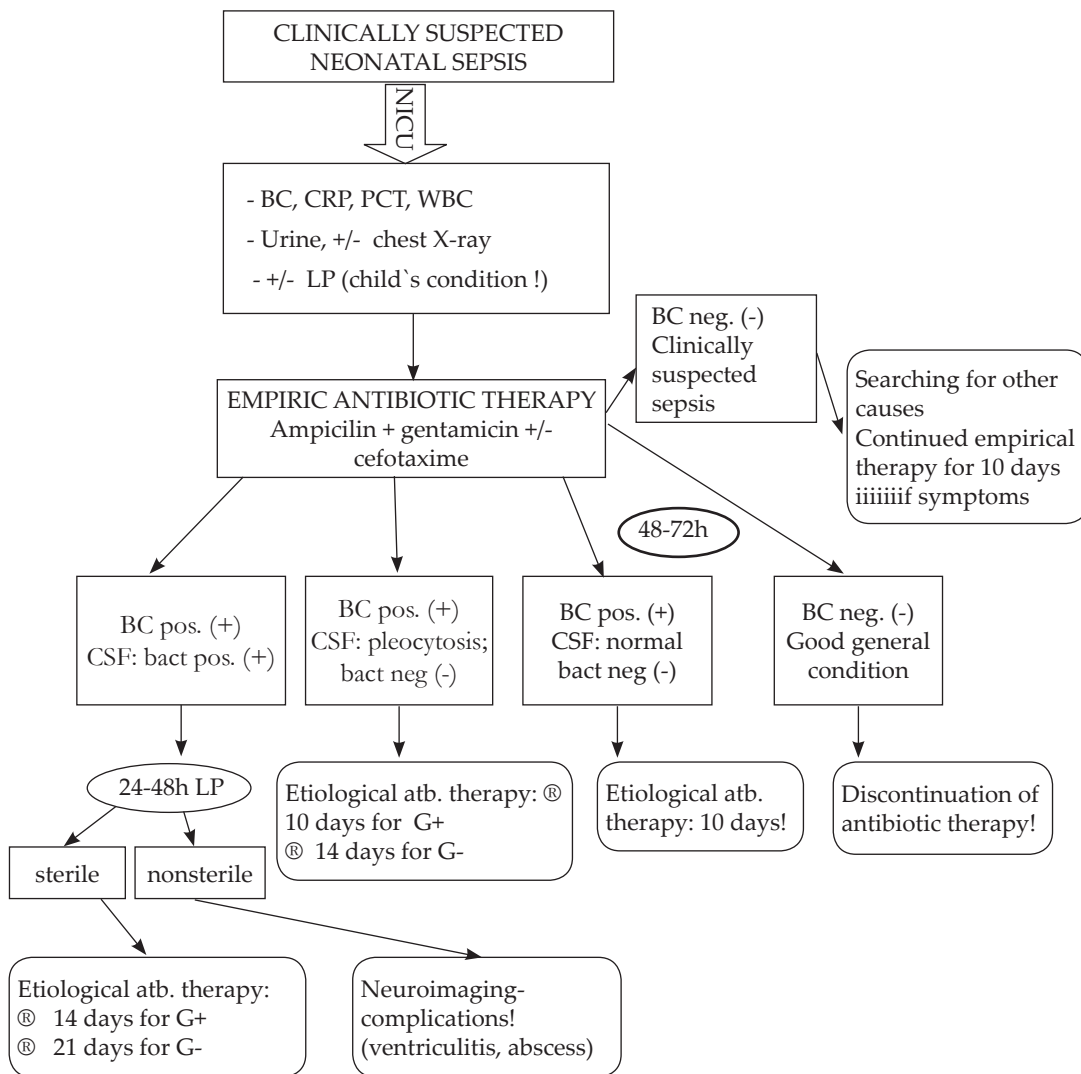 CLINICALLY SUSPECTED
NEONATAL SEPSIS
NICU
- BC, CRP, PCT, WBC
- Urine, +/- chest X-ray
- +/- LP (child`s condition !)
BC neg. (-)
Clinically
suspected
sepsis
Searching for other
causes
Continued empirical
therapy for 10 days
iiiiiiif symptoms
EMPIRIC ANTIBIOTIC THERAPY
Ampicilin + gentamicin +/-
cefotaxime
48-72h
BC pos. (+)
CSF: bact pos. (+)
BC pos. (+)
CSF: pleocytosis;
bact neg (-)
BC pos. (+)
CSF: normal
bact neg (-)
BC neg. (-)
Good general
condition
24-48h LP
Etiological atb. therapy: ®
10 days for G+
® 14 days for G-
Etiological atb.
therapy: 10 days!
Discontinuation of
antibiotic therapy!
sterile
nonsterile
Etiological atb. therapy:
® 14 days for G+
® 21 days for G-
Neuroimaging-
complications!
(ventriculitis, abscess)